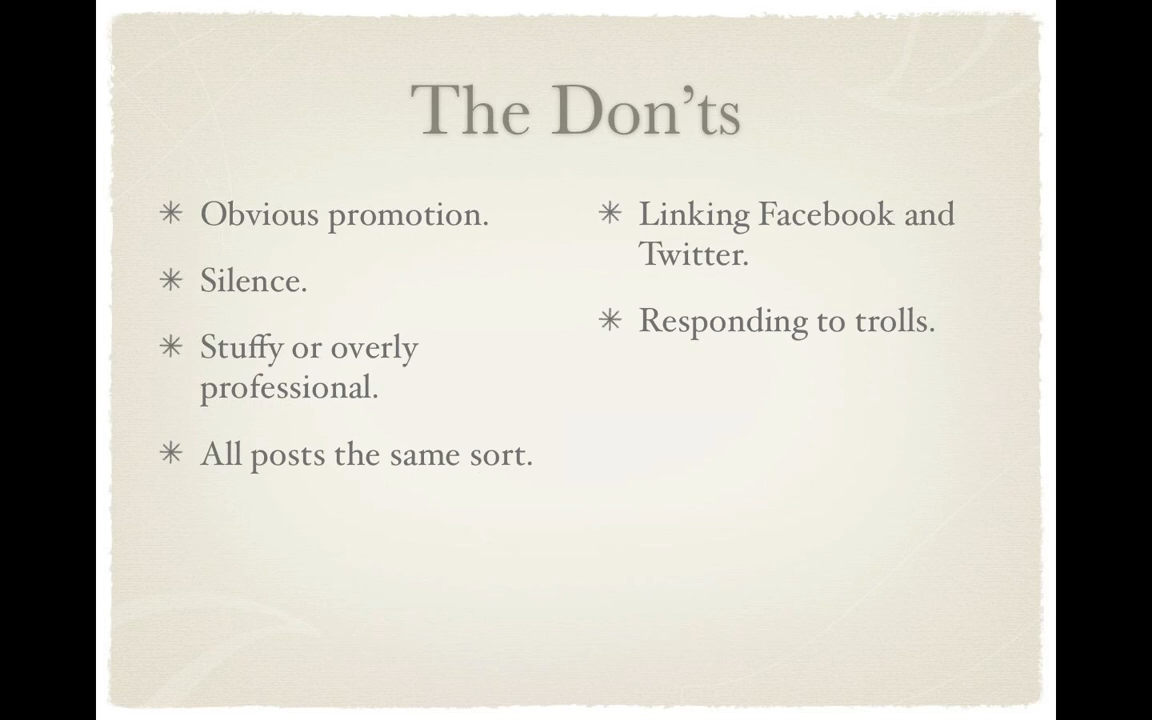 The Don’ts
✳ Obvious promotion.
✳ Silence.
✳ Stuffy or overly
professional.
✳ All posts the same sort.
✳ Linking Facebook and
Twitter.
✳ Responding to trolls.